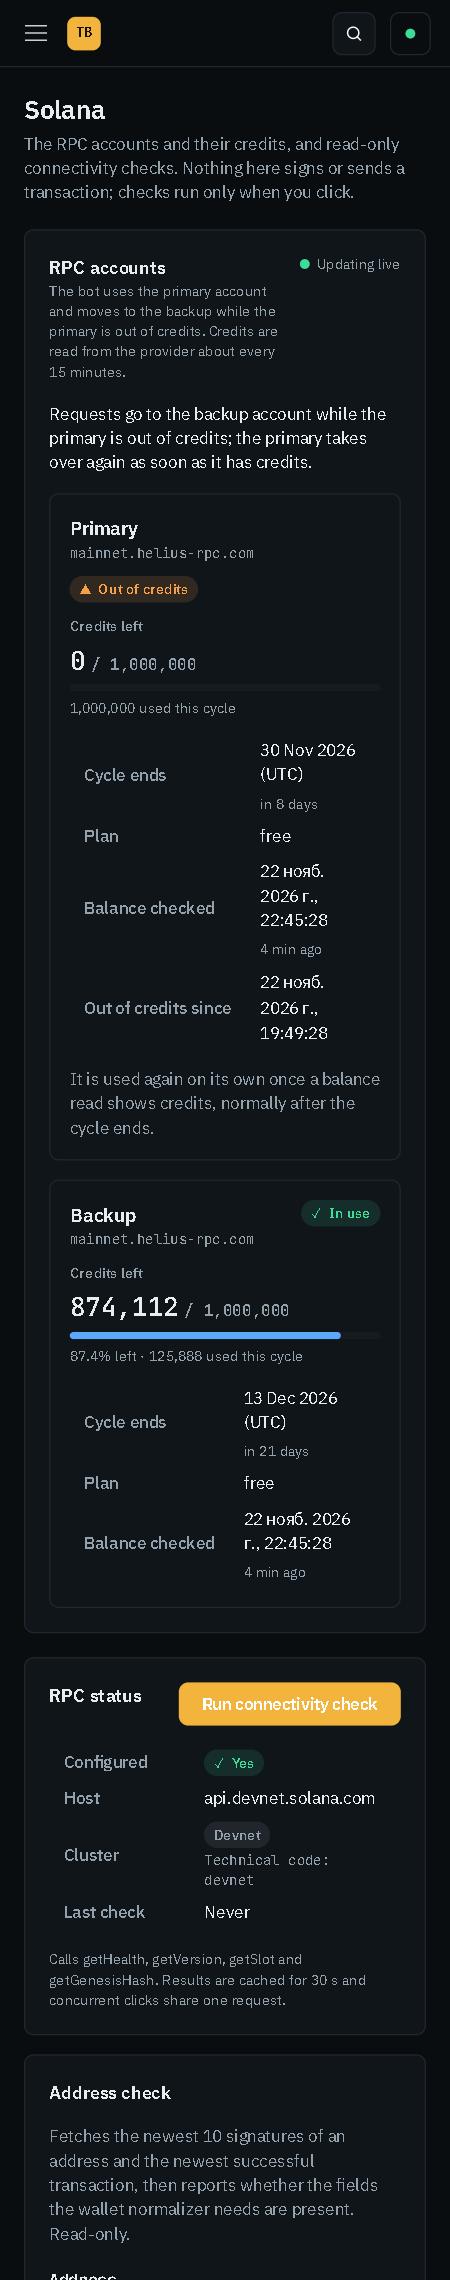 TB
Solana
The RPC accounts and their credits, and read-only
connectivity checks. Nothing here signs or sends a
transaction; checks run only when you click.
RPC accounts
Updating live
The bot uses the primary account
and moves to the backup while the
primary is out of credits. Credits are
read from the provider about every
15 minutes.
Requests go to the backup account while the
primary is out of credits; the primary takes
over again as soon as it has credits.
Primary
mainnet.helius-rpc.com
Out of credits
Credits left
0 / 1,000,000
1,000,000 used this cycle
Cycle ends
30 Nov 2026
(UTC)
in 8 days
Plan
free
Balance checked
22 нояб.
2026 г.,
22:45:28
4 min ago
Out of credits since
22 нояб.
2026 г.,
19:49:28
It is used again on its own once a balance
read shows credits, normally after the
cycle ends.
Backup
✓ In use
mainnet.helius-rpc.com
Credits left
874,112 / 1,000,000
87.4% left · 125,888 used this cycle
Cycle ends
13 Dec 2026
(UTC)
in 21 days
Plan
free
Balance checked
22 нояб. 2026
г., 22:45:28
4 min ago
RPC status
Run connectivity check
Configured
✓ Yes
Host
api.devnet.solana.com
Cluster
Devnet
Technical code:
devnet
Last check
Never
Calls getHealth, getVersion, getSlot and
getGenesisHash. Results are cached for 30 s and
concurrent clicks share one request.
Address check
Fetches the newest 10 signatures of an
address and the newest successful
transaction, then reports whether the fields
the wallet normalizer needs are present.
Read-only.
Address